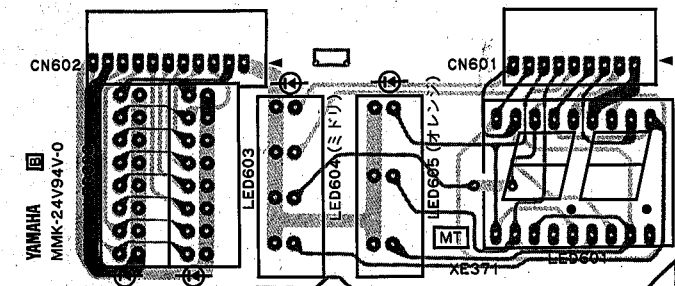 CN602
CN601
YAMAHA B
MMK-24V94V-0
LED603
LED604 (ミドリ)
LED605 (オレンジ)
MT
XE371
LED601